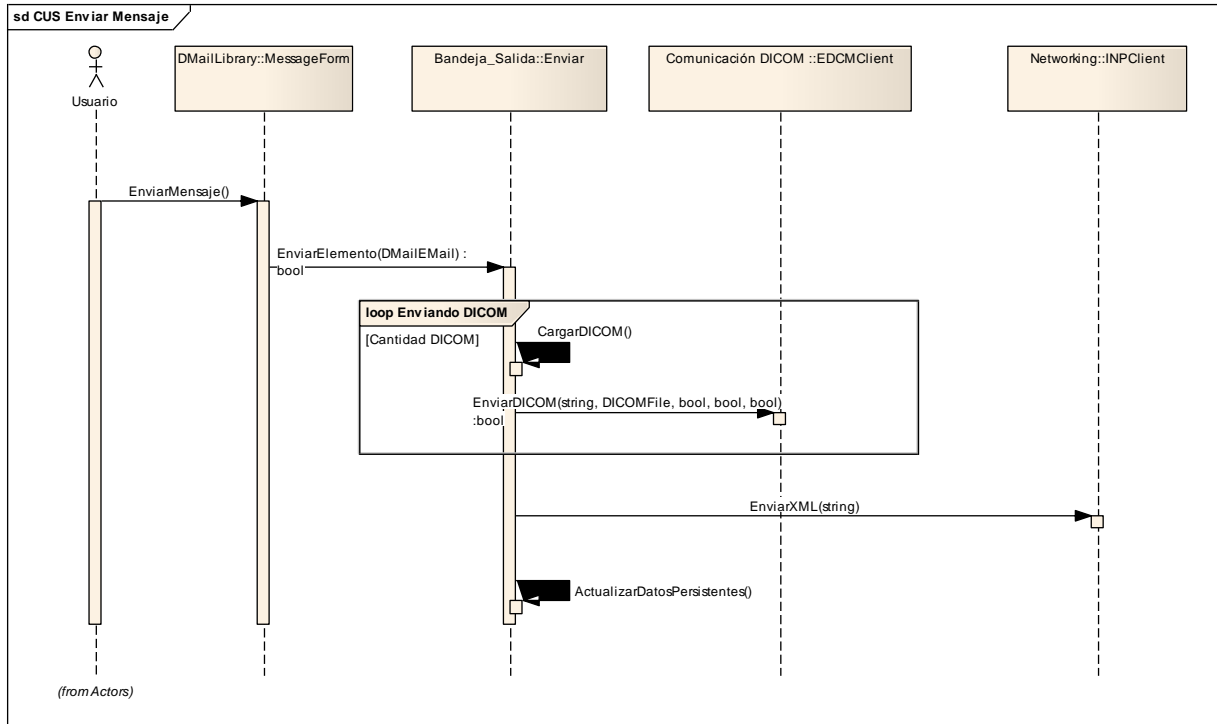 sd CUS Enviar Mensaje
Usuario
DMailLibrary::MessageForm
Bandeja_Salida::Enviar
Comunicación DICOM ::EDCMClient
Networking::INPClient
EnviarMensaje()
EnviarElemento(DMailEMail) :
bool
loop Enviando DICOM
[Cantidad DICOM]
CargarDICOM()
EnviarDICOM(string, DICOMFile, bool, bool, bool)
:bool
EnviarXML(string)
ActualizarDatosPersistentes()
(from Actors)